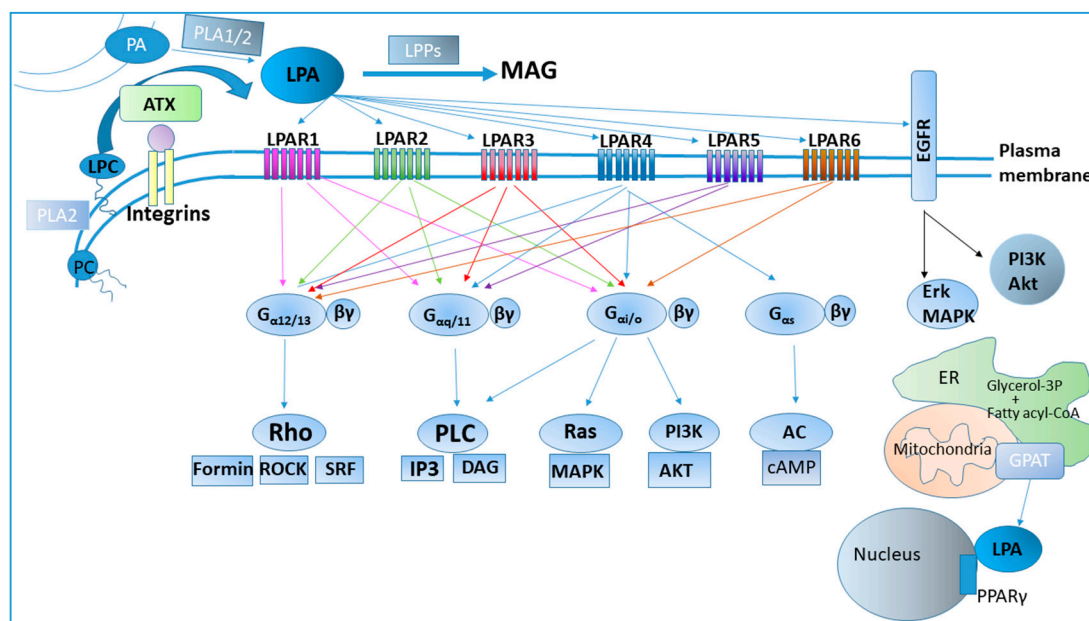 PA
PLA1/2
LPA
LPPs
MAG
ATX
LPC
PLA2
PC
Integrins
LPAR1
LPAR2
LPAR3
LPAR4
LPAR5
LPAR6
EGFR
Plasma
membrane
PI3K
Akt
Erk
MAPK
Gα12/13
βγ
Gαq/11
βγ
Gαi/o
βγ
Gαs
βγ
Rho
Formin
ROCK
SRF
PLC
IP3
DAG
Ras
MAPK
PI3K
AKT
AC
cAMP
ER
Glycerol-3P
+
Fatty acyl-CoA
Mitochondria
GPAT
Nucleus
LPA
PPARγ